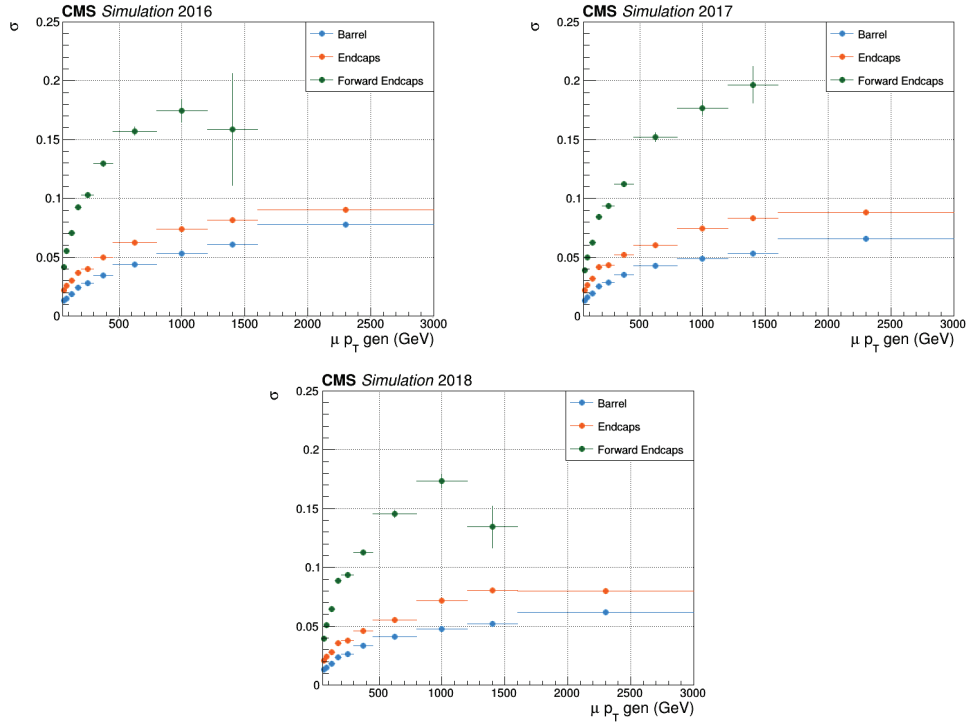 CMS Simulation 2016
σ
0.25
0.2
0.15
0.1
0.05
0
500
1000
1500
2000
2500
3000
μ p_T gen (GeV)
Barrel
Endcaps
Forward Endcaps
CMS Simulation 2017
σ
0.25
0.2
0.15
0.1
0.05
0
500
1000
1500
2000
2500
3000
μ p_T gen (GeV)
Barrel
Endcaps
Forward Endcaps
CMS Simulation 2018
σ
0.25
0.2
0.15
0.1
0.05
0
500
1000
1500
2000
2500
3000
μ p_T gen (GeV)
Barrel
Endcaps
Forward Endcaps